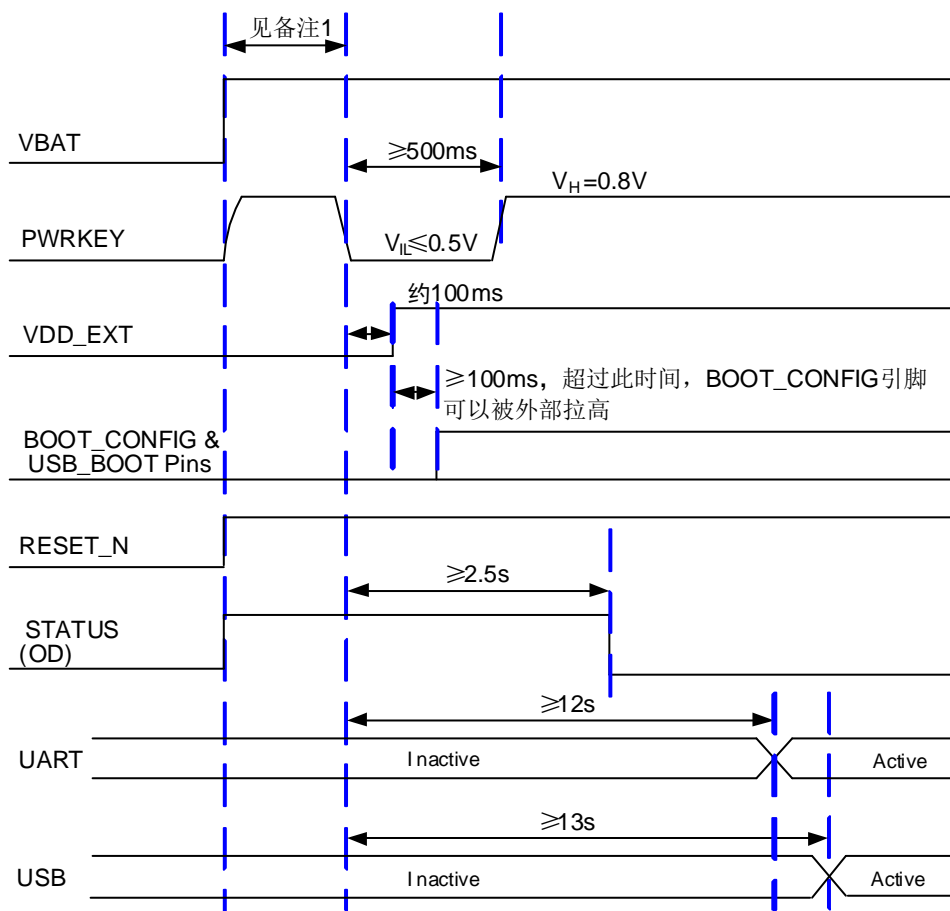 见备注1
VBAT
≥500ms
VH=0.8V
PWRKEY
VIL≤0.5V
约100ms
VDD_EXT
≥100ms，超过此时间，BOOT_CONFIG引脚
可以被外部拉高
BOOT_CONFIG &
USB_BOOT Pins
RESET_N
≥2.5s
STATUS
(OD)
≥12s
UART
Inactive
Active
≥13s
USB
Inactive
Active